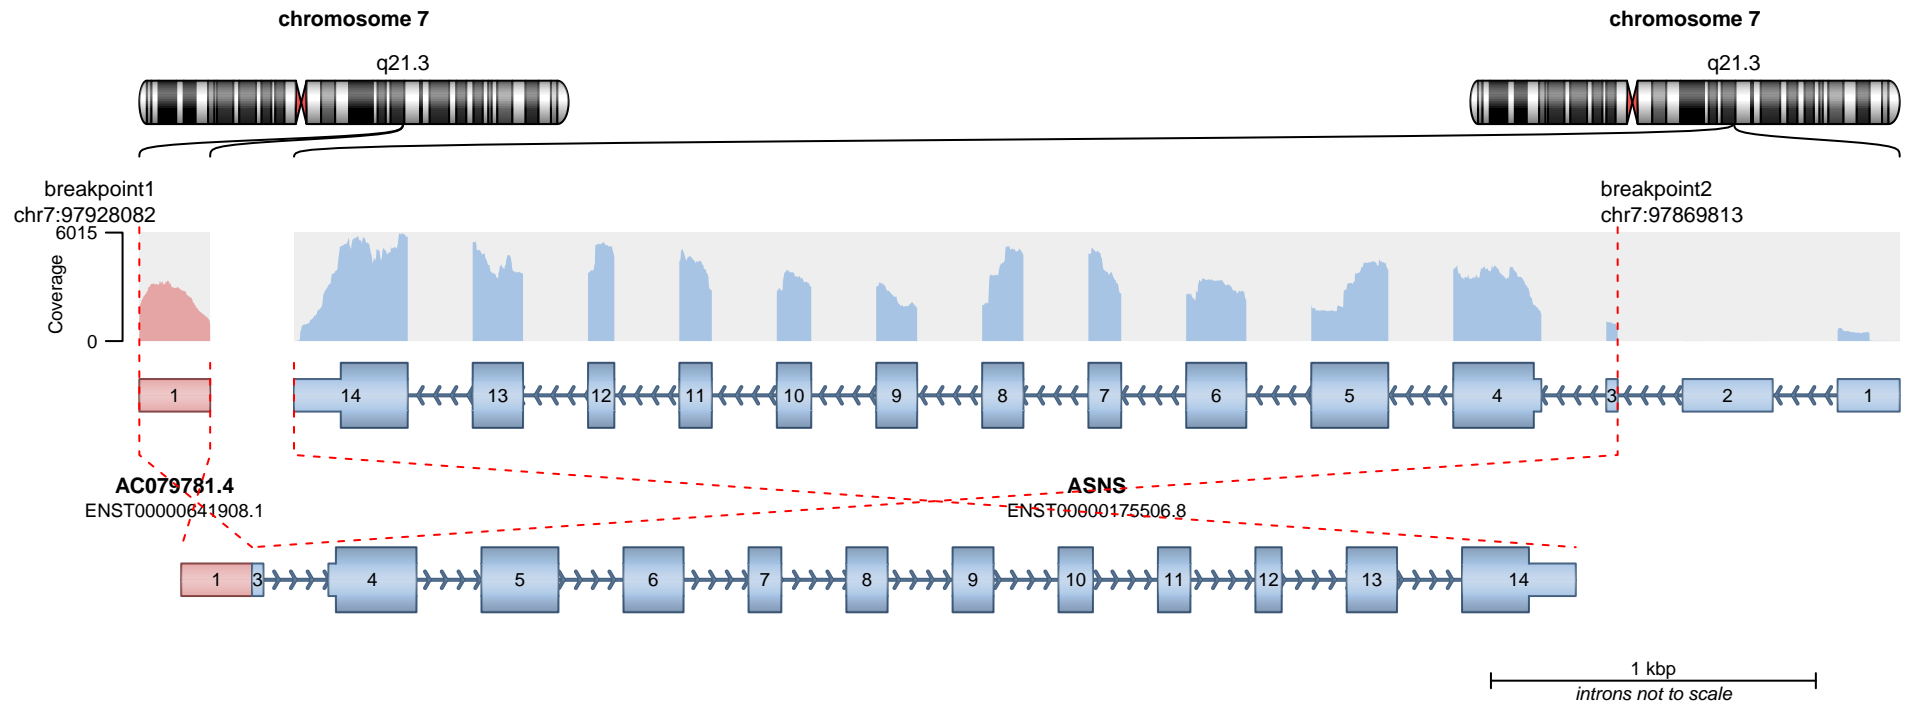 chromosome 7
chromosome 7
q21.3
q21.3
breakpoint1
chr7:97928082
breakpoint2
chr7:97869813
6015
Coverage
0
1
14 13 12 11 10 9 8 7 6 5 4 3 2 1
AC079781.4
ENST00000641908.1
ASNS
ENST00000175506.8
1 3 4 5 6 7 8 9 10 11 12 13 14
1 kbp
introns not to scale